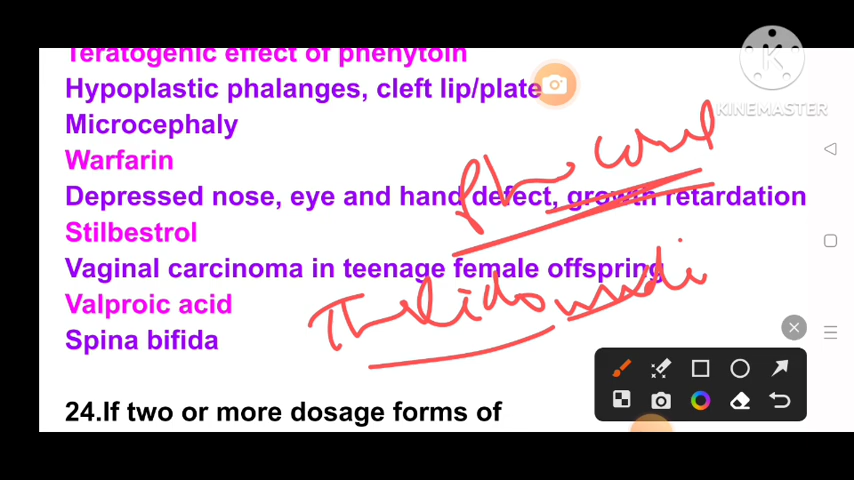 Teratogenic effect of phenytoin
Hypoplastic phalanges, cleft lip/plate
KINEMASTER
Microcephaly
Warfarin
Depressed nose, eye and hand defect, growth retardation
Stilbestrol
Vaginal carcinoma in teenage female offspring
Valproic acid
Thalidomide
Spina bifida
24.If two or more dosage forms of